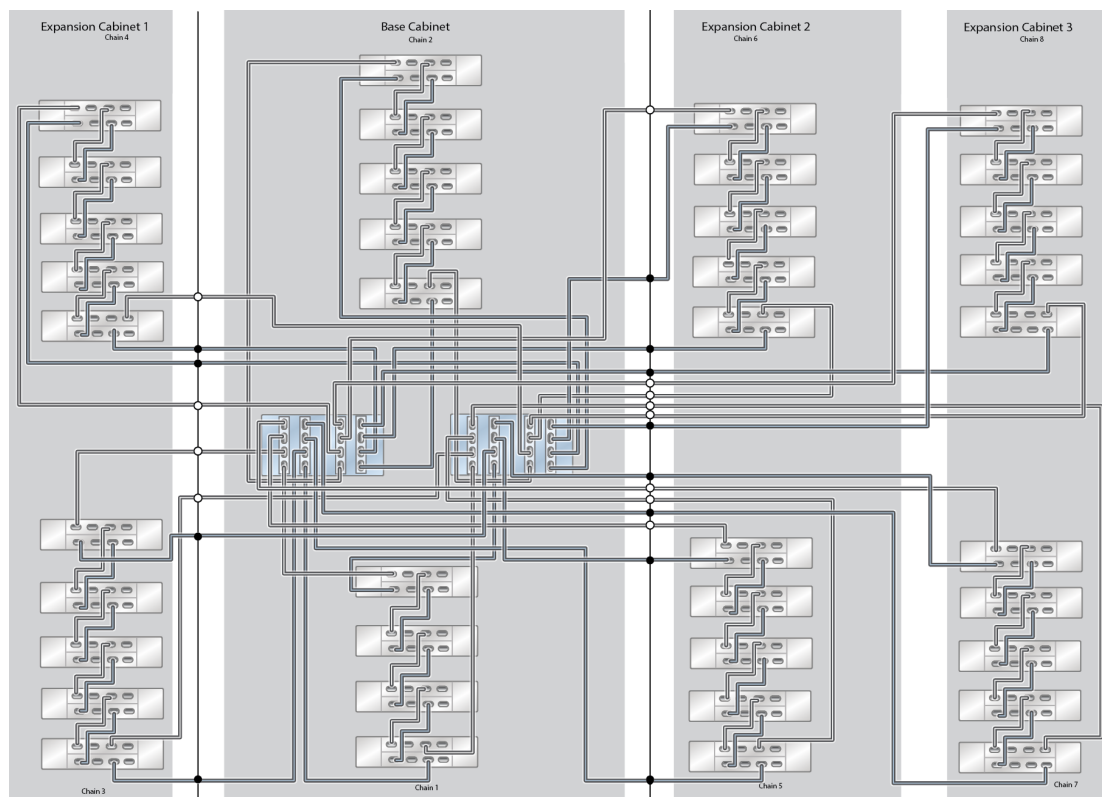 Expansion Cabinet 1
Chain 4
Base Cabinet
Chain 2
Expansion Cabinet 2
Chain 6
Expansion Cabinet 3
Chain 8
Chain 3
Chain 1
Chain 5
Chain 7